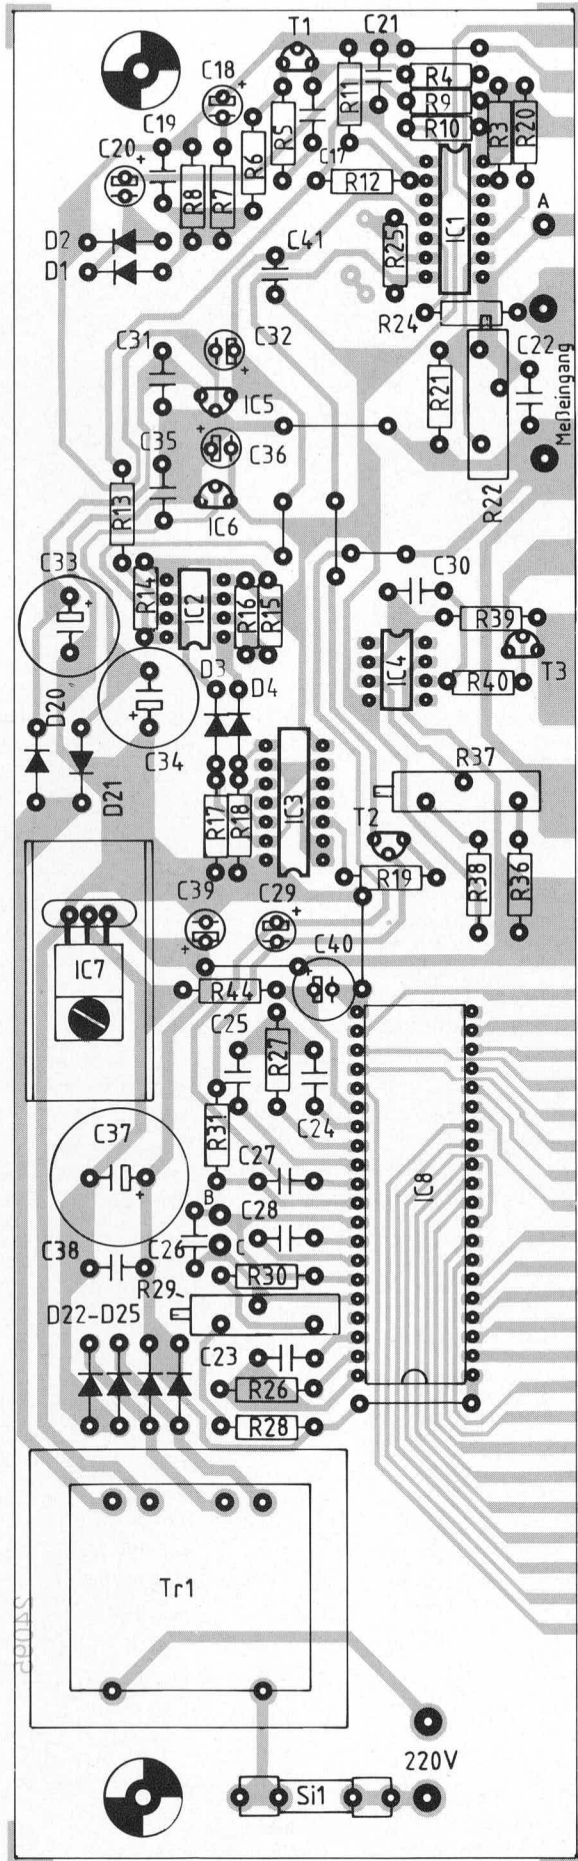 T1
C21
C18
R4
R11
R9
R3
R20
C19
R5
R10
C20
R6
C17
R8
R7
R12
A
D2
R25
IC1
C41
D1
R24
C31
C32
C22
R21
IC5
Meßeingang
C35
C36
R22
R13
IC6
C33
C30
R14
IC2
R16
R15
R39
IC4
T3
D3
D4
R40
D20
C34
R37
D21
R17
R18
IC3
T2
R19
R38
R36
C39
C29
C40
IC7
R44
C25
R27
C24
R31
C37
C27
IC8
B
C28
C38
C26
C
R30
R29
D22-D25
C23
R26
R28
Tr1
24095
220V
Si1